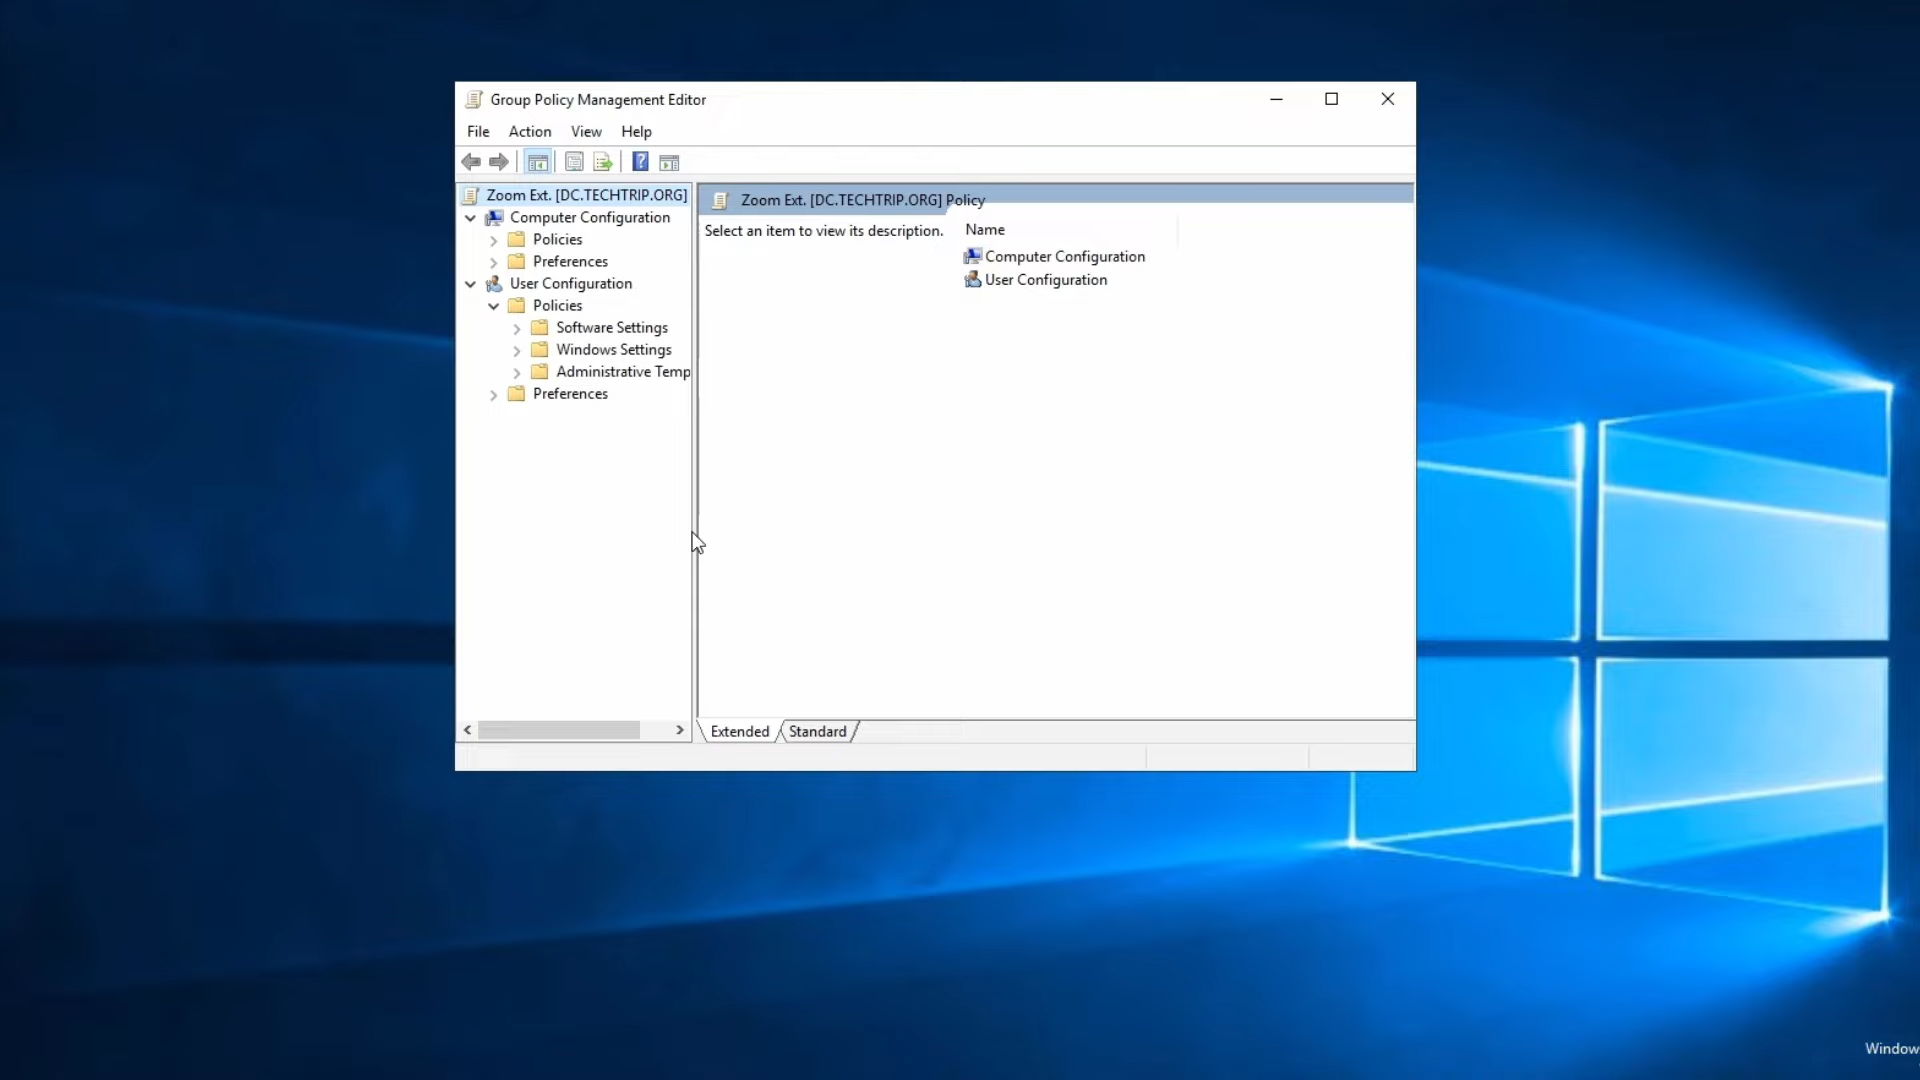 Group Policy Management Editor
File Action View Help
Zoom Ext. [DC.TECHTRIP.ORG]
Computer Configuration
Policies
Preferences
User Configuration
Policies
Software Settings
Windows Settings
Administrative Temp
Preferences
Zoom Ext. [DC.TECHTRIP.ORG] Policy
Select an item to view its description.
Name
Computer Configuration
User Configuration
Extended Standard
Window